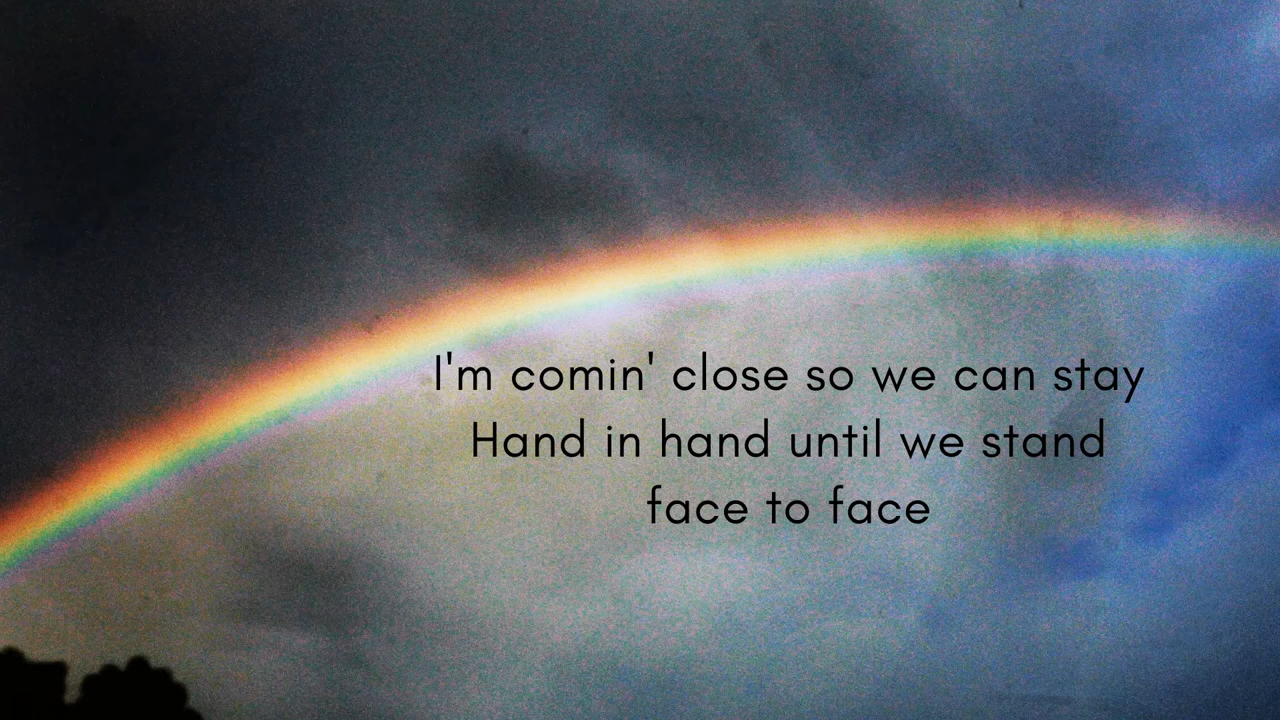 I'm comin' close so we can stay
Hand in hand until we stand
face to face